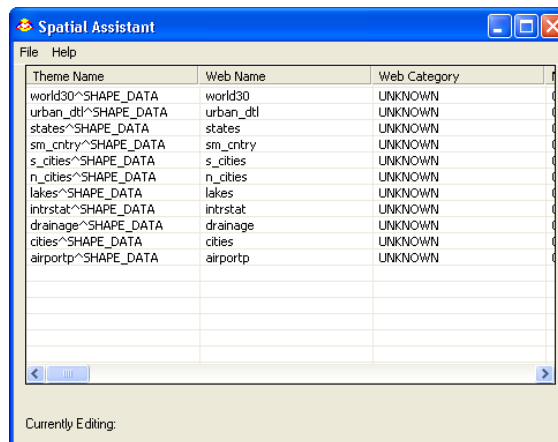 Spatial Assistant
File Help
Theme Name Web Name Web Category
world30^SHAPE_DATA world30 UNKNOWN
urban_dtl^SHAPE_DATA urban_dtl UNKNOWN
states^SHAPE_DATA states UNKNOWN
sm_cntry^SHAPE_DATA sm_cntry UNKNOWN
s_cities^SHAPE_DATA s_cities UNKNOWN
n_cities^SHAPE_DATA n_cities UNKNOWN
lakes^SHAPE_DATA lakes UNKNOWN
intrstat^SHAPE_DATA intrstat UNKNOWN
drainage^SHAPE_DATA drainage UNKNOWN
cities^SHAPE_DATA cities UNKNOWN
airportp^SHAPE_DATA airportp UNKNOWN
Currently Editing: